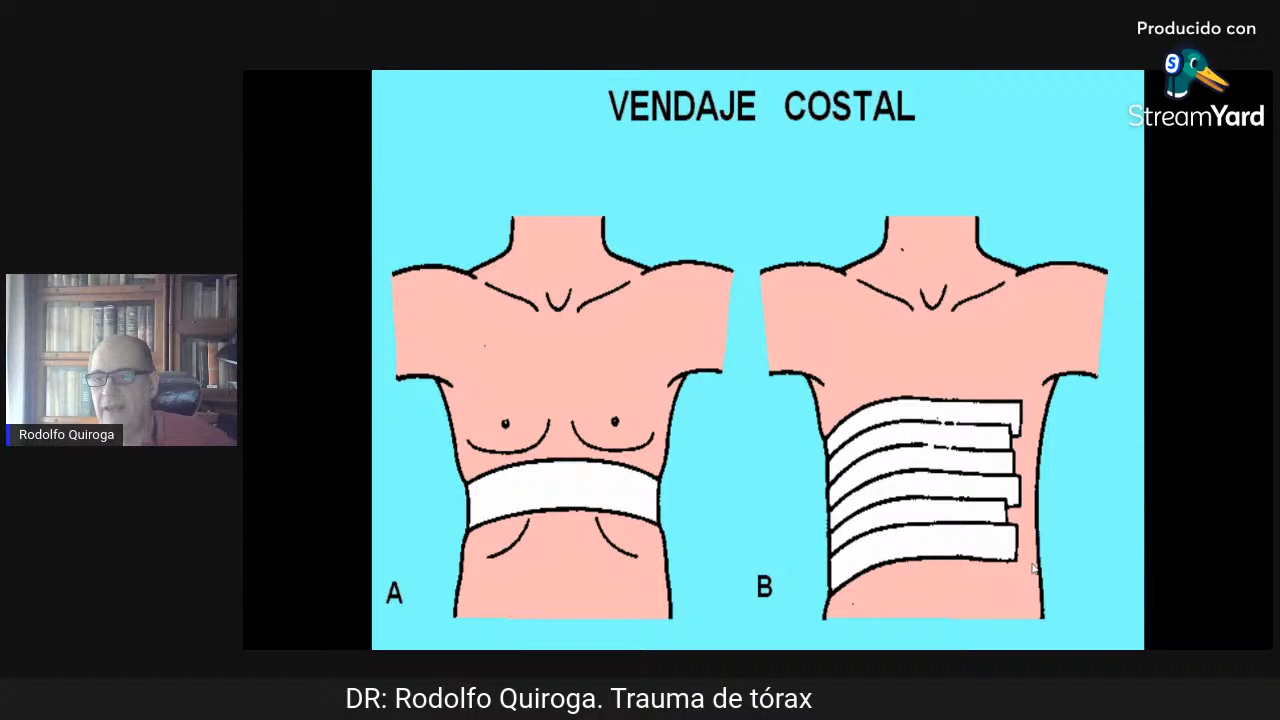 Producido con
S
StreamYard
VENDAJE COSTAL
A
B
Rodolfo Quiroga
DR: Rodolfo Quiroga. Trauma de tórax